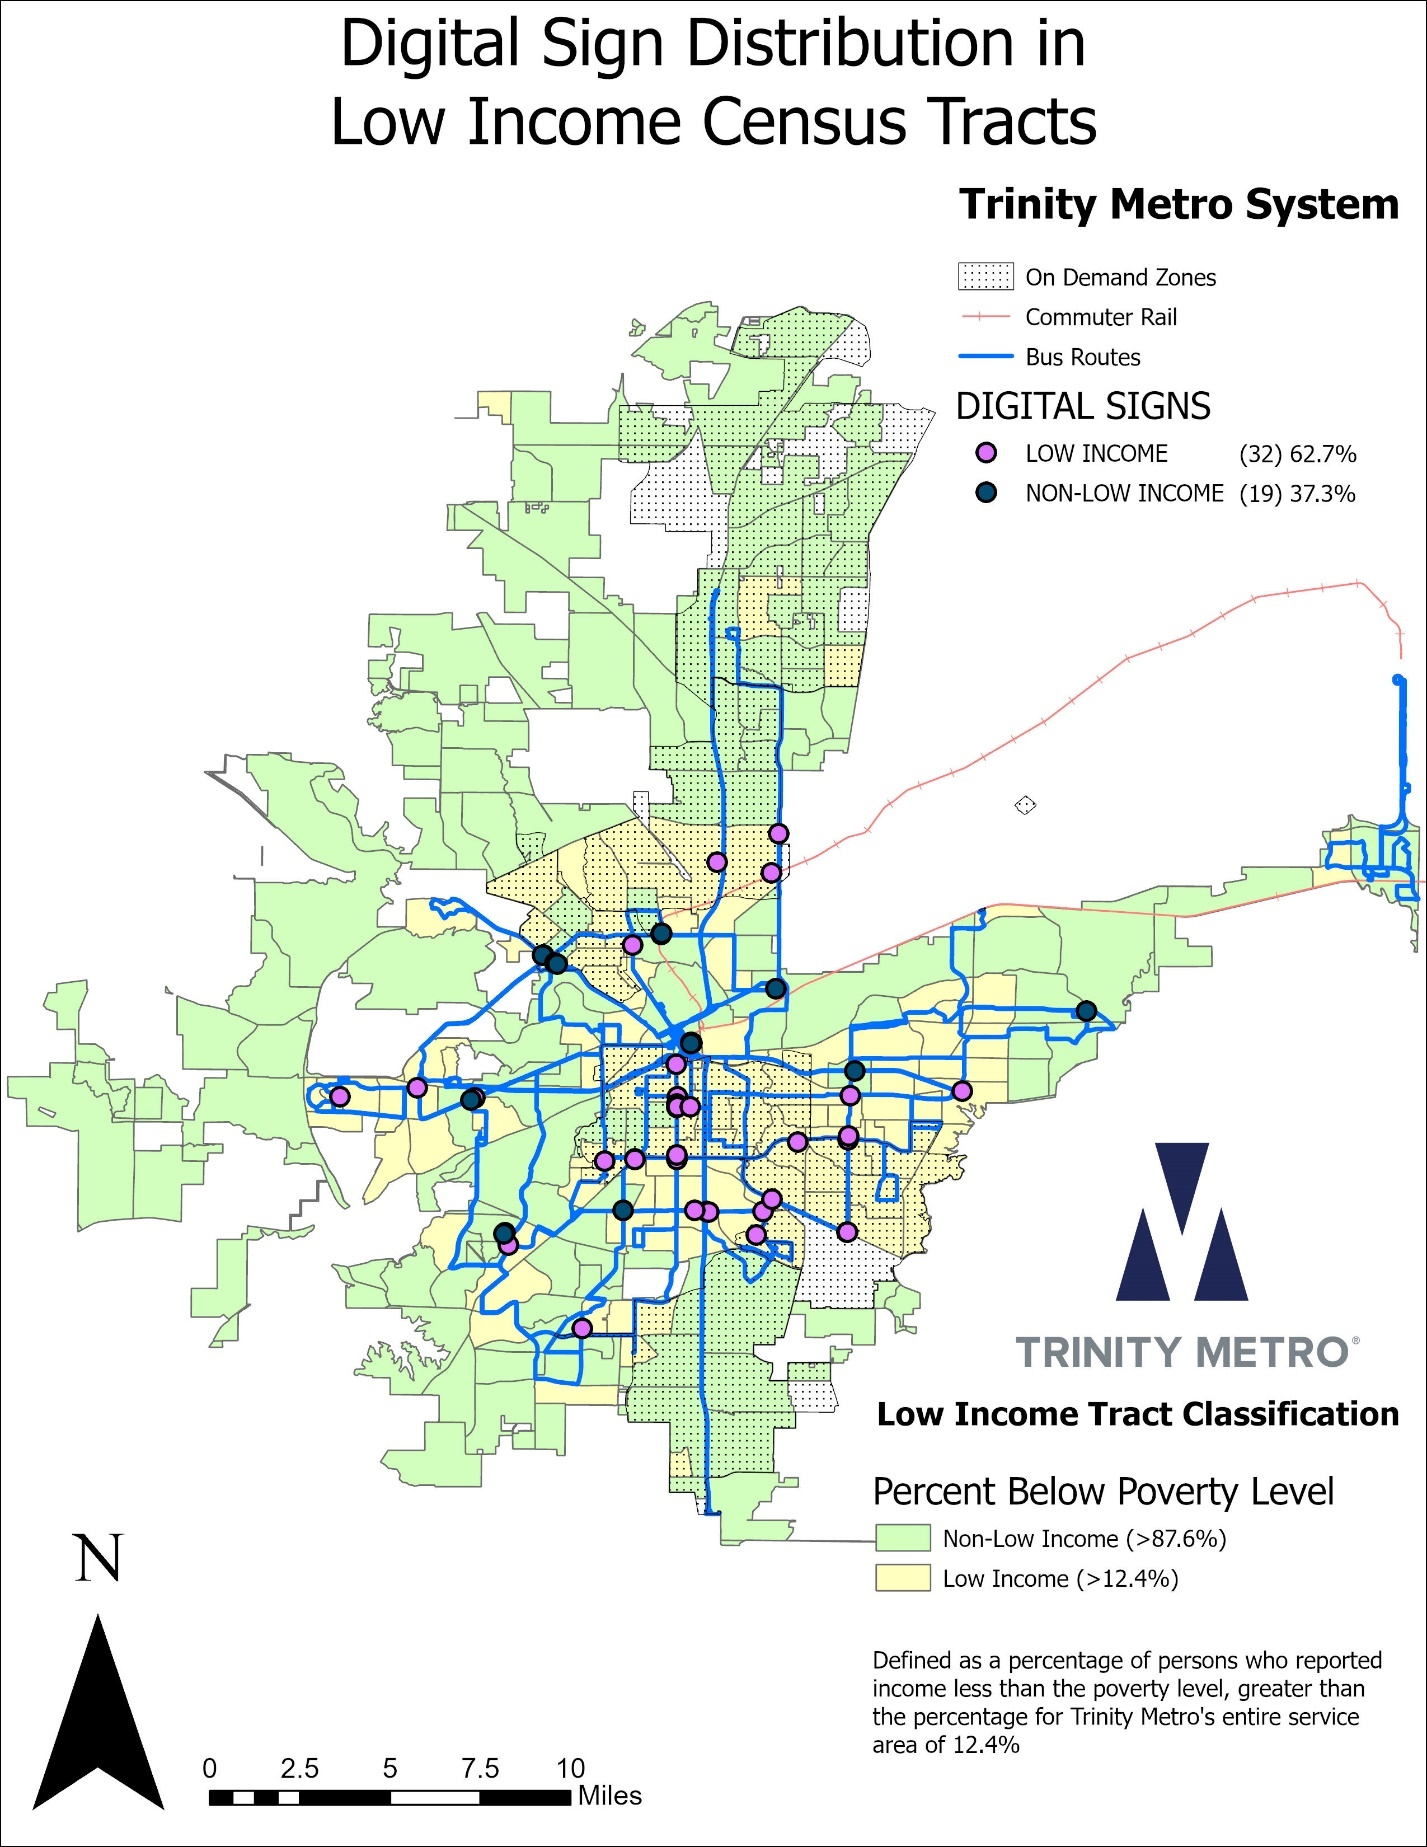 Digital Sign Distribution in
Low Income Census Tracts
Trinity Metro System
On Demand Zones
Commuter Rail
Bus Routes
DIGITAL SIGNS
LOW INCOME (32) 62.7%
NON-LOW INCOME (19) 37.3%
TRINITY METRO®
Low Income Tract Classification
Percent Below Poverty Level
Non-Low Income (>87.6%)
Low Income (>12.4%)
Defined as a percentage of persons who reported
income less than the poverty level, greater than
the percentage for Trinity Metro's entire service
area of 12.4%
N
0 2.5 5 7.5 10
Miles